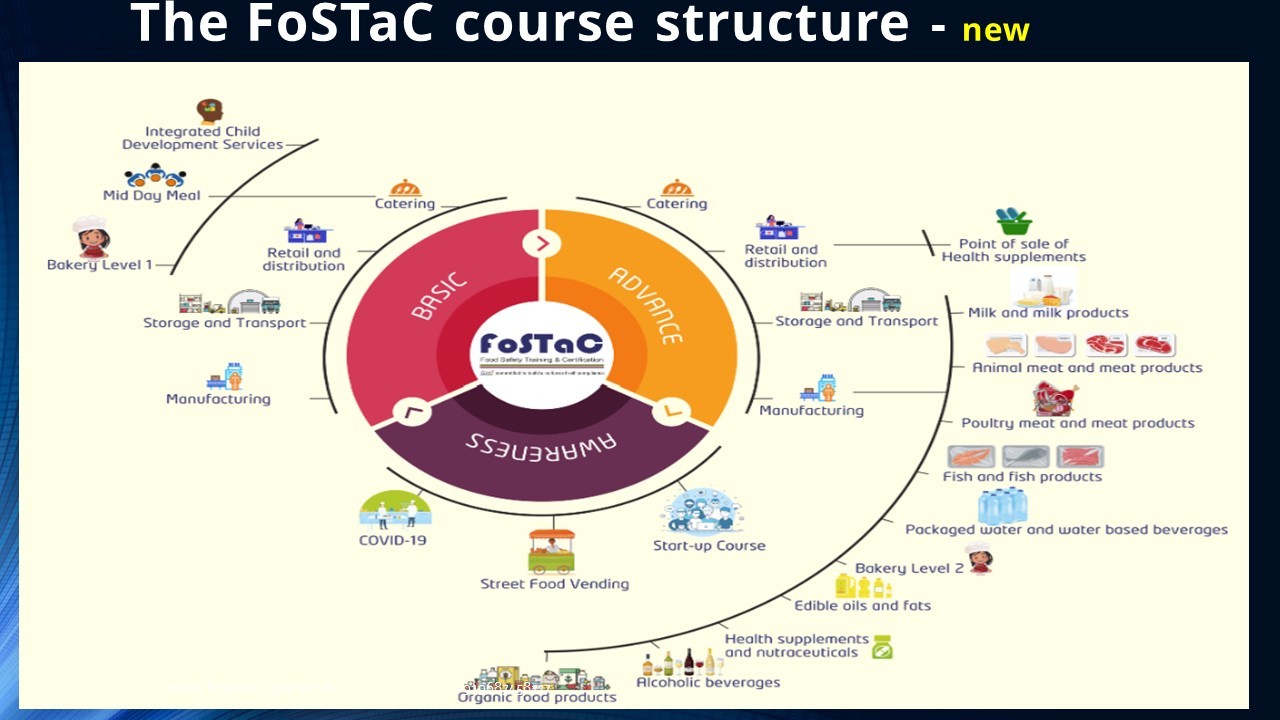 The FoSTaC course structure - new
Integrated Child
Development Services
Mid Day Meal
Bakery Level 1
Catering
Retail and
distribution
Storage and Transport
Manufacturing
BASIC
ADVANCE
AWARENESS
FoSTaC
Food Safety Training & Certification
Catering
Retail and
distribution
Storage and Transport
Manufacturing
Point of sale of
Health supplements
Milk and milk products
Animal meat and meat products
Poultry meat and meat products
Fish and fish products
Packaged water and water based beverages
Bakery Level 2
Edible oils and fats
Health supplements
and nutraceuticals
Alcoholic beverages
Organic food products
COVID-19
Street Food Vending
Start-up Course